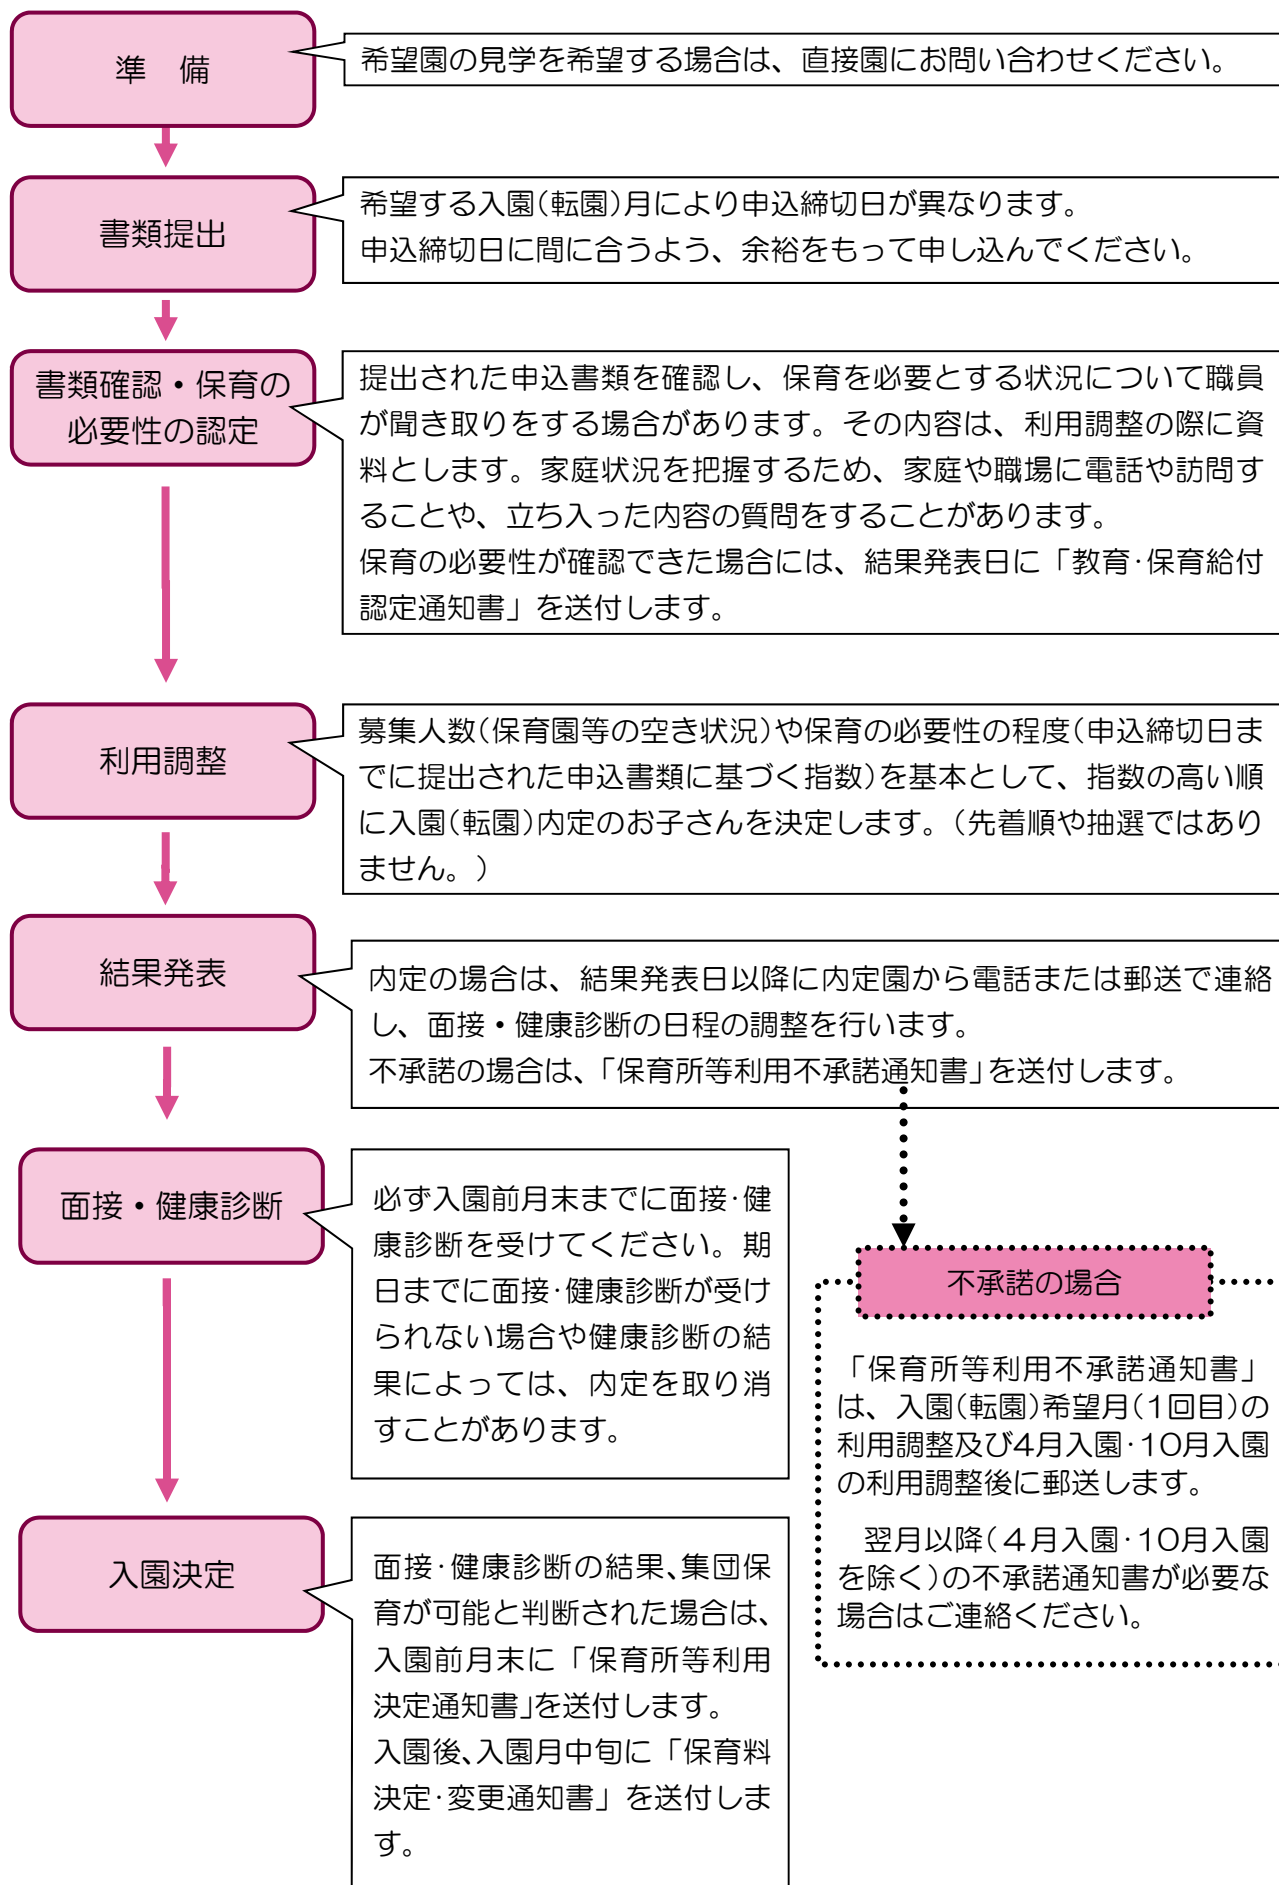 準　備
希望園の見学を希望する場合は、直接園にお問い合わせください。
書類提出
希望する入園(転園)月により申込締切日が異なります。
申込締切日に間に合うよう、余裕をもって申し込んでください。
書類確認・保育の
必要性の認定
提出された申込書類を確認し、保育を必要とする状況について職員
が聞き取りをする場合があります。その内容は、利用調整の際に資
料とします。家庭状況を把握するため、家庭や職場に電話や訪問す
ることや、立ち入った内容の質問をすることがあります。
保育の必要性が確認できた場合には、結果発表日に「教育・保育給付
認定通知書」を送付します。
利用調整
募集人数(保育園等の空き状況)や保育の必要性の程度(申込締切日ま
でに提出された申込書類に基づく指数)を基本として、指数の高い順
に入園(転園)内定のお子さんを決定します。(先着順や抽選ではあり
ません。)
結果発表
内定の場合は、結果発表日以降に内定園から電話または郵送で連絡
し、面接・健康診断の日程の調整を行います。
不承諾の場合は、「保育所等利用不承諾通知書」を送付します。
面接・健康診断
必ず入園前月末までに面接・健
康診断を受けてください。期
日までに面接・健康診断が受け
られない場合や健康診断の結
果によっては、内定を取り消
すことがあります。
不承諾の場合
「保育所等利用不承諾通知書」
は、入園(転園)希望月(1回目)の
利用調整及び4月入園・10月入園
の利用調整後に郵送します。
翌月以降(4月入園・10月入園
を除く)の不承諾通知書が必要な
場合はご連絡ください。
入園決定
面接・健康診断の結果、集団保
育が可能と判断された場合は、
入園前月末に「保育所等利用
決定通知書」を送付します。
入園後、入園月中旬に「保育料
決定・変更通知書」を送付しま
す。